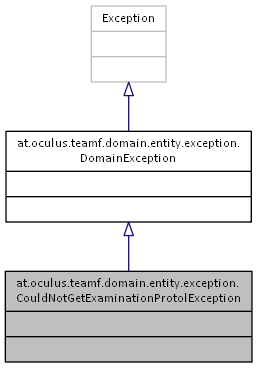 Exception
at.oculus.teamf.domain.entity.exception.
DomainException
at.oculus.teamf.domain.entity.exception.
CouldNotGetExaminationProtolException